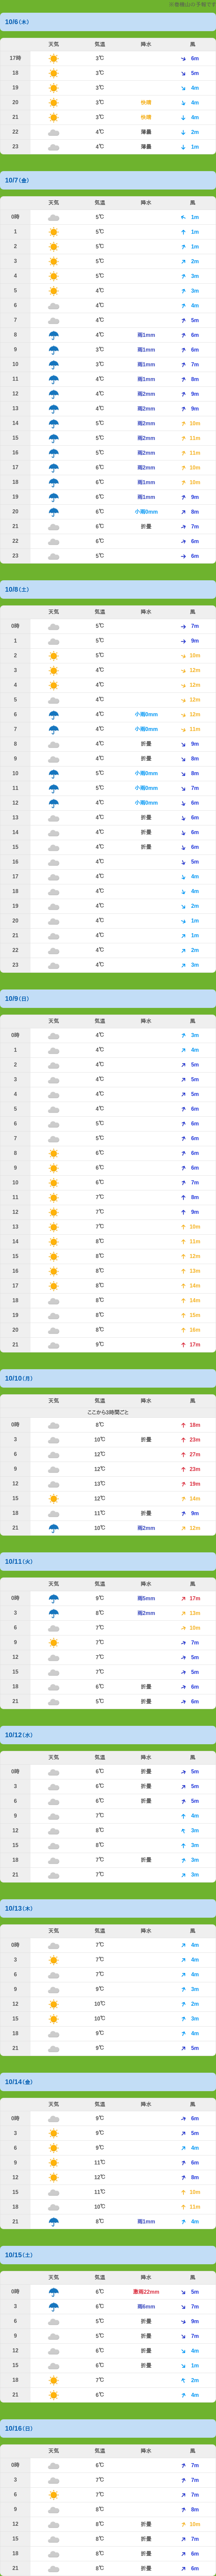 ※乗鞍山の予報です
10/6(木)
天気 気温 降水 風
17時 3℃ 6m
18 3℃ 5m
19 3℃ 4m
20 3℃ 快晴 4m
21 3℃ 快晴 4m
22 4℃ 薄曇 2m
23 4℃ 薄曇 1m
10/7(金)
天気 気温 降水 風
0時 5℃ 1m
1 5℃ 1m
2 5℃ 1m
3 5℃ 2m
4 5℃ 3m
5 4℃ 3m
6 4℃ 4m
7 4℃ 5m
8 4℃ 雨1mm 6m
9 3℃ 雨1mm 6m
10 3℃ 雨1mm 7m
11 4℃ 雨1mm 8m
12 4℃ 雨2mm 9m
13 4℃ 雨2mm 9m
14 5℃ 雨2mm 10m
15 5℃ 雨2mm 11m
16 5℃ 雨2mm 11m
17 6℃ 雨2mm 10m
18 6℃ 雨1mm 10m
19 6℃ 雨1mm 9m
20 6℃ 小雨0mm 8m
21 6℃ 折曇 7m
22 6℃ 6m
23 5℃ 6m
10/8(土)
天気 気温 降水 風
0時 5℃ 7m
1 5℃ 9m
2 5℃ 10m
3 4℃ 12m
4 4℃ 12m
5 4℃ 12m
6 4℃ 小雨0mm 12m
7 4℃ 小雨0mm 11m
8 4℃ 折曇 9m
9 4℃ 折曇 8m
10 5℃ 小雨0mm 8m
11 5℃ 小雨0mm 7m
12 4℃ 小雨0mm 6m
13 4℃ 折曇 6m
14 4℃ 折曇 6m
15 4℃ 折曇 6m
16 4℃ 5m
17 4℃ 4m
18 4℃ 4m
19 4℃ 2m
20 4℃ 1m
21 4℃ 1m
22 4℃ 2m
23 4℃ 3m
10/9(日)
天気 気温 降水 風
0時 4℃ 3m
1 4℃ 4m
2 4℃ 5m
3 4℃ 5m
4 4℃ 5m
5 4℃ 6m
6 5℃ 6m
7 5℃ 6m
8 6℃ 6m
9 6℃ 6m
10 6℃ 7m
11 7℃ 8m
12 7℃ 9m
13 7℃ 10m
14 8℃ 11m
15 8℃ 12m
16 8℃ 13m
17 8℃ 14m
18 8℃ 14m
19 8℃ 15m
20 8℃ 16m
21 9℃ 17m
10/10(月)
天気 気温 降水 風
ここから3時間ごと
0時 8℃ 18m
3 10℃ 折曇 23m
6 12℃ 27m
9 12℃ 23m
12 13℃ 19m
15 12℃ 14m
18 11℃ 折曇 9m
21 10℃ 雨2mm 12m
10/11(火)
天気 気温 降水 風
0時 9℃ 雨5mm 17m
3 8℃ 雨2mm 13m
6 7℃ 10m
9 7℃ 7m
12 7℃ 5m
15 7℃ 5m
18 6℃ 折曇 6m
21 5℃ 折曇 6m
10/12(水)
天気 気温 降水 風
0時 6℃ 折曇 5m
3 6℃ 折曇 5m
6 6℃ 折曇 5m
9 7℃ 4m
12 8℃ 3m
15 8℃ 3m
18 7℃ 折曇 3m
21 7℃ 3m
10/13(木)
天気 気温 降水 風
0時 7℃ 4m
3 7℃ 4m
6 7℃ 4m
9 9℃ 3m
12 10℃ 2m
15 10℃ 3m
18 9℃ 4m
21 9℃ 5m
10/14(金)
天気 気温 降水 風
0時 9℃ 6m
3 9℃ 5m
6 9℃ 4m
9 11℃ 6m
12 12℃ 8m
15 11℃ 10m
18 10℃ 11m
21 8℃ 雨1mm 4m
10/15(土)
天気 気温 降水 風
0時 6℃ 激雨22mm 5m
3 6℃ 雨6mm 7m
6 5℃ 折曇 9m
9 5℃ 折曇 7m
12 6℃ 折曇 4m
15 6℃ 折曇 1m
18 7℃ 2m
21 6℃ 4m
10/16(日)
天気 気温 降水 風
0時 6℃ 7m
3 7℃ 7m
6 7℃ 7m
9 8℃ 8m
12 8℃ 折曇 10m
15 8℃ 折曇 7m
18 8℃ 折曇 6m
21 8℃ 折曇 6m